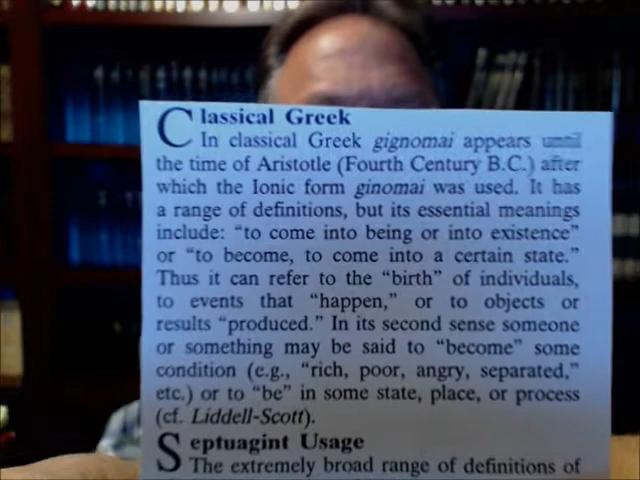 Classical Greek
In classical Greek gignomai appears until
the time of Aristotle (Fourth Century B.C.) after
which the Ionic form ginomai was used. It has
a range of definitions, but its essential meanings
include: “to come into being or into existence”
or “to become, to come into a certain state.”
Thus it can refer to the “birth” of individuals,
to events that “happen,” or to objects or
results “produced.” In its second sense someone
or something may be said to “become” some
condition (e.g., “rich, poor, angry, separated,”
etc.) or to “be” in some state, place, or process
(cf. Liddell-Scott).
Septuagint Usage
The extremely broad range of definitions of